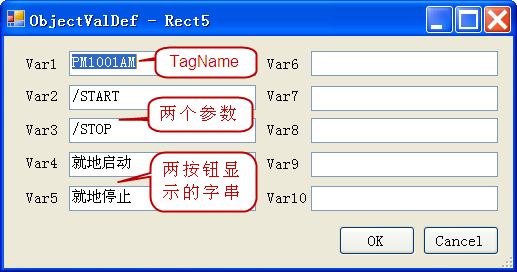 ObjectValDef - Rect5
Var1 PM1001AM TagName Var6
Var2 /START Var7
两个参数
Var3 /STOP Var8
Var4 就地启动 Var9
两按钮显
示的字串
Var5 就地停止 Var10
OK Cancel